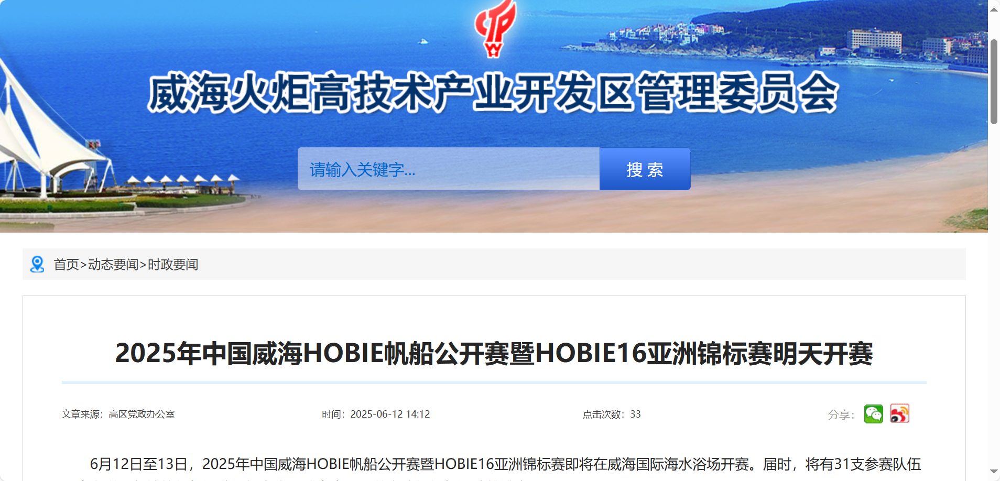 威海火炬高技术产业开发区管理委员会
请输入关键字...
搜 索
首页>动态要闻>时政要闻
2025年中国威海HOBIE帆船公开赛暨HOBIE16亚洲锦标赛明天开赛
文章来源：高区党政办公室 时间：2025-06-12 14:12 点击次数：33 分享：
6月12日至13日，2025年中国威海HOBIE帆船公开赛暨HOBIE16亚洲锦标赛即将在威海国际海水浴场开赛。届时，将有31支参赛队伍